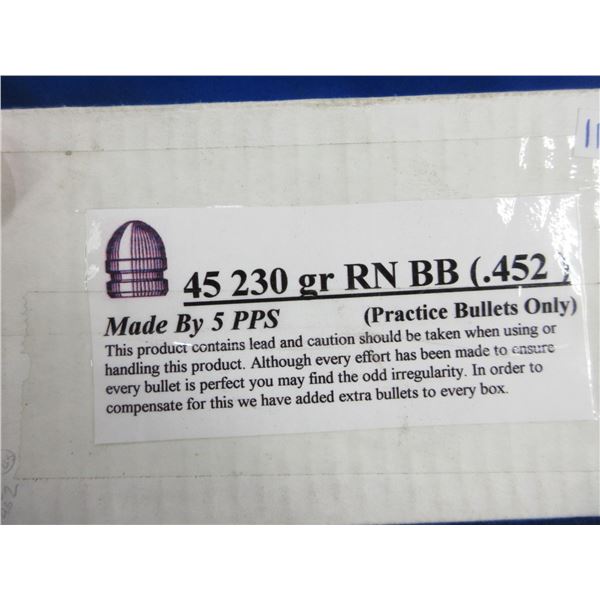 11
45 230 gr RN BB (.452 )
Made By 5 PPS (Practice Bullets Only)
This product contains lead and caution should be taken when using or
handling this product. Although every effort has been made to ensure
every bullet is perfect you may find the odd irregularity. In order to
compensate for this we have added extra bullets to every box.